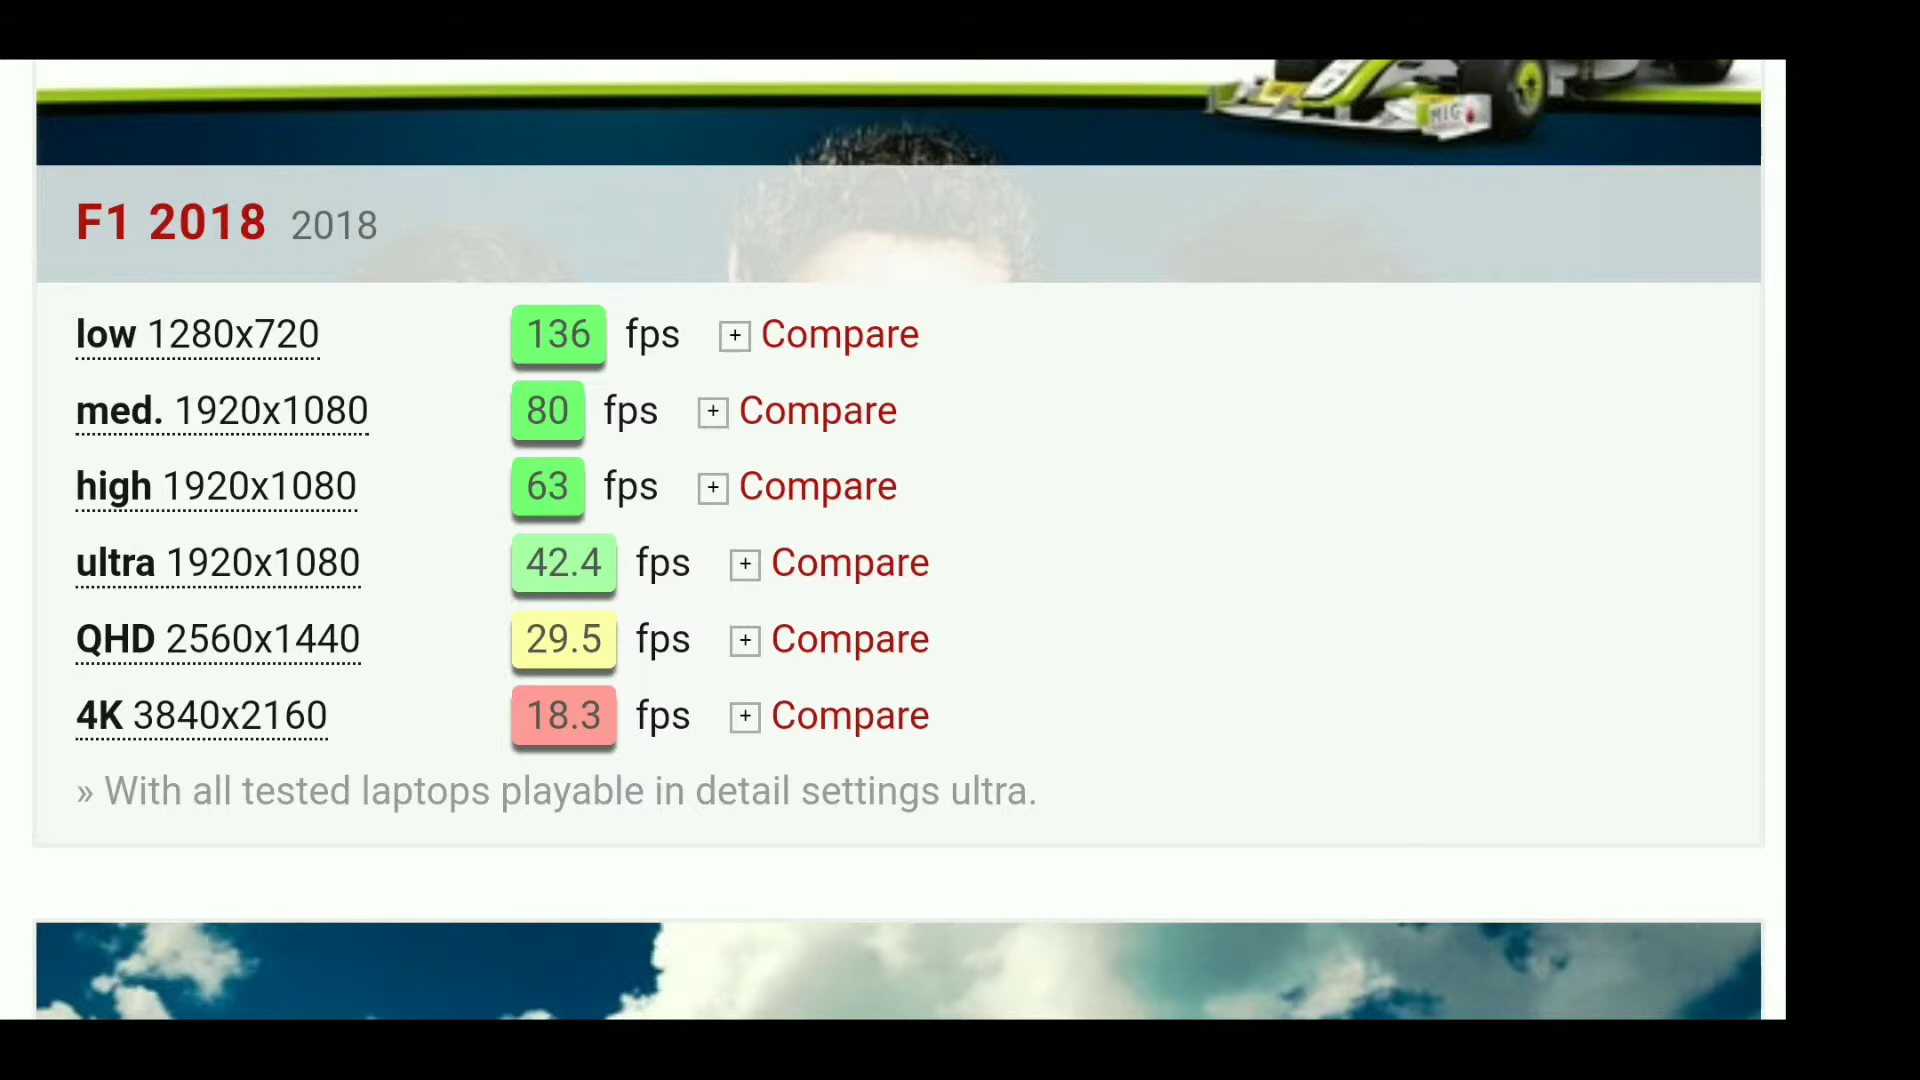 MIG
F1 2018 2018
low 1280x720 136 fps + Compare
med. 1920x1080 80 fps + Compare
high 1920x1080 63 fps + Compare
ultra 1920x1080 42.4 fps + Compare
QHD 2560x1440 29.5 fps + Compare
4K 3840x2160 18.3 fps + Compare
» With all tested laptops playable in detail settings ultra.